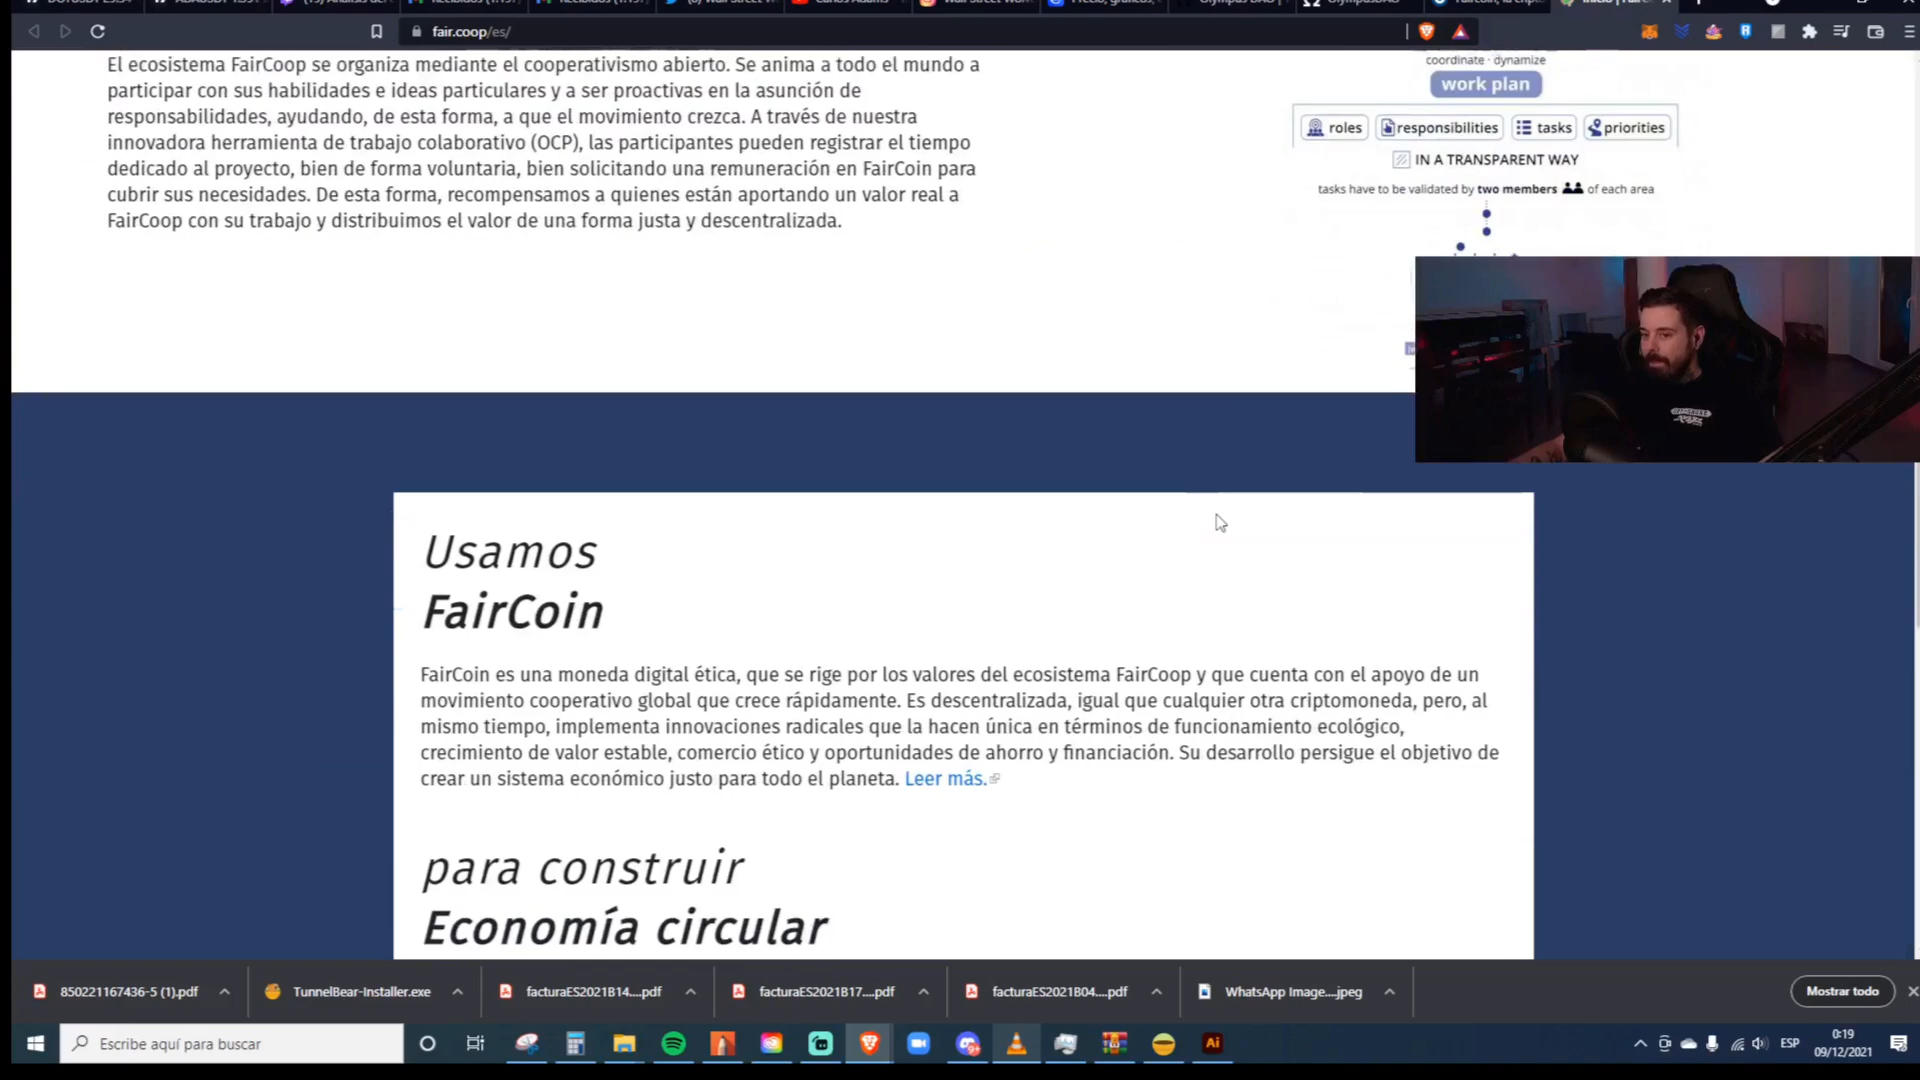 fair.coop/es/
El ecosistema FairCoop se organiza mediante el cooperativismo abierto. Se anima a todo el mundo a
participar con sus habilidades e ideas particulares y a ser proactivas en la asunción de
responsabilidades, ayudando, de esta forma, a que el movimiento crezca. A través de nuestra
innovadora herramienta de trabajo colaborativo (OCP), las participantes pueden registrar el tiempo
dedicado al proyecto, bien de forma voluntaria, bien solicitando una remuneración en FairCoin para
cubrir sus necesidades. De esta forma, recompensamos a quienes están aportando un valor real a
FairCoop con su trabajo y distribuimos el valor de una forma justa y descentralizada.
coordinate · dynamize
work plan
roles
responsibilities
tasks
priorities
IN A TRANSPARENT WAY
tasks have to be validated by two members of each area
Usamos
FairCoin
FairCoin es una moneda digital ética, que se rige por los valores del ecosistema FairCoop y que cuenta con el apoyo de un
movimiento cooperativo global que crece rápidamente. Es descentralizada, igual que cualquier otra criptomoneda, pero, al
mismo tiempo, implementa innovaciones radicales que la hacen única en términos de funcionamiento ecológico,
crecimiento de valor estable, comercio ético y oportunidades de ahorro y financiación. Su desarrollo persigue el objetivo de
crear un sistema económico justo para todo el planeta. Leer más.
para construir
Economía circular
850221167436-5 (1).pdf
TunnelBear-Installer.exe
facturaES2021B14....pdf
facturaES2021B17....pdf
facturaES2021B04....pdf
WhatsApp Image....jpeg
Mostrar todo
Escribe aquí para buscar
Ai
ESP
0:19
09/12/2021